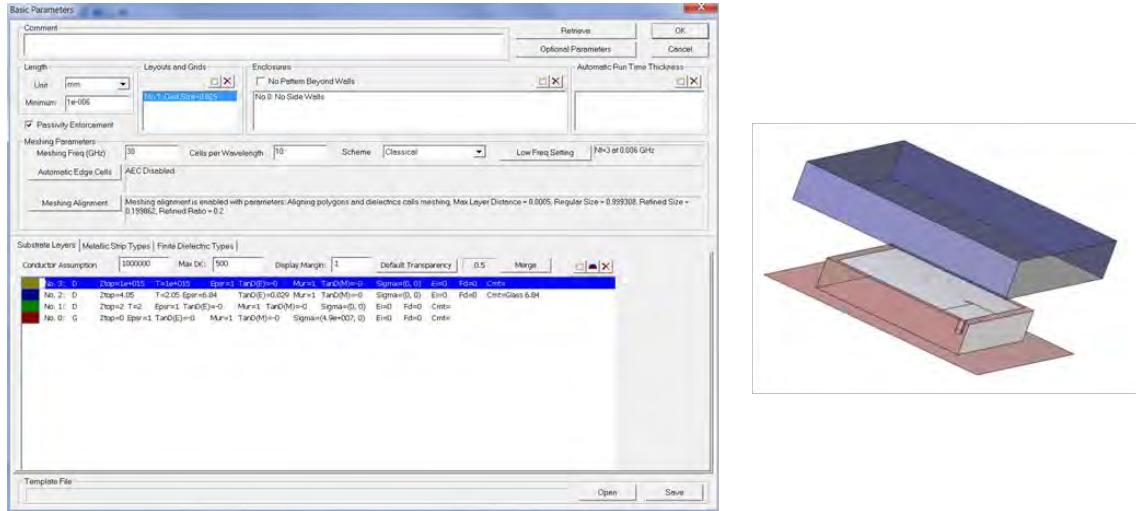 Basic Parameters
Comment
Retrieve
OK
Optional Parameters
Cancel
Length
Layouts and Grids
Enclosures
Automatic Run Time Thickness
Unit
mm
No Pattern Beyond Walls
Minimum
1e-006
No.1: Grid Size=0.025
No.0: No Side Walls
Passivity Enforcement
Meshing Parameters
Meshing Freq (GHz)
30
Cells per Wavelength
10
Scheme
Classical
Low Freq Setting
Nf=3 at 0.006 GHz
Automatic Edge Cells
AEC Disabled
Meshing Alignment
Meshing alignment is enabled with parameters: Aligning polygons and dielectrics calls meshing, Max Layer Distance = 0.0005, Regular Size = 0.999308, Refined Size =
0.199862, Refined Ratio = 0.2
Substrate Layers
Metallic Strip Types
Finite Dielectric Types
Conductor Assumption
1000000
Max DK:
500
Display Margin:
1
Default Transparency
0.5
Merge
No. 3: D Ztop=1e+015 T=1e+015 Epsr=1 TanD(E)=-0 Mur=1 TanD(M)=-0 Sigma=(0, 0) Ei=0 Fd=0 Cmt=
No. 2: D Ztop=4.05 T=2.05 Epsr=6.84 TanD(E)=0.029 Mur=1 TanD(M)=-0 Sigma=(0, 0) Ei=0 Fd=0 Cmt=Glass 6.84
No. 1: D Ztop=2 T=2 Epsr=1 TanD(E)=-0 Mur=1 TanD(M)=-0 Sigma=(0, 0) Ei=0 Fd=0 Cmt=
No. 0: G Ztop=0 Epsr=1 TanD(E)=-0 Mur=1 TanD(M)=-0 Sigma=(4.9e+007, 0) Ei=0 Fd=0 Cmt=
Template File
Open
Save